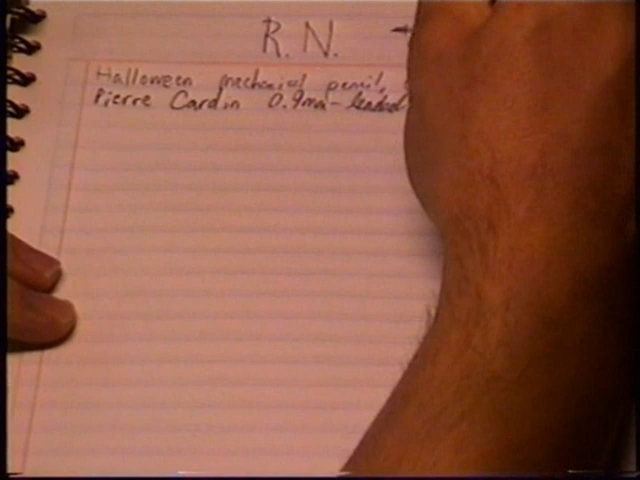 R. N.
Halloween mechanical pencil,
Pierre Cardin 0.9mm - leaded